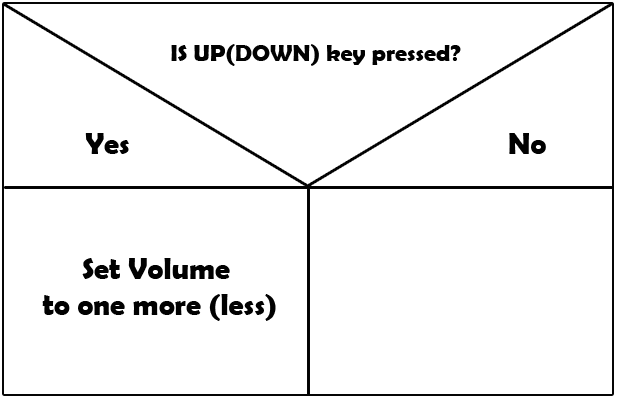 IS UP(DOWN) key pressed?
Yes
No
Set Volume
to one more (less)